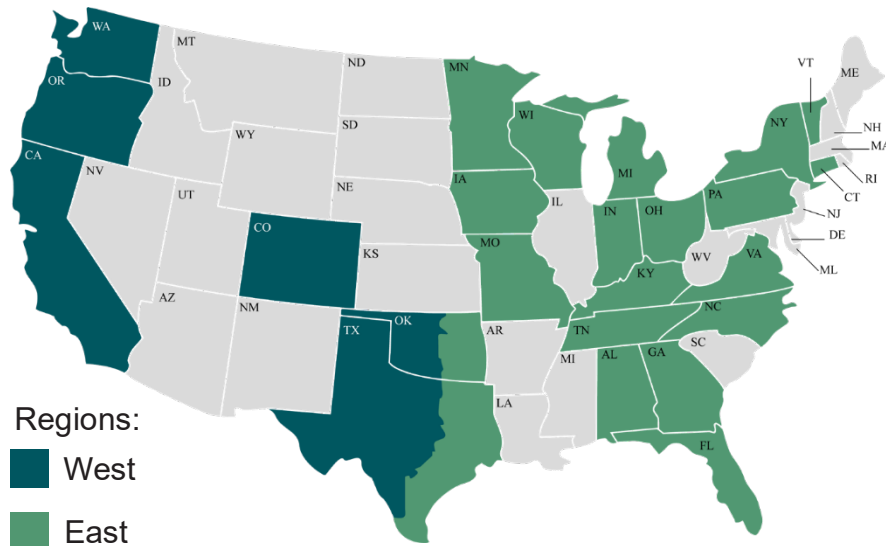 WA
MT
ND
MN
VT
ME
OR
ID
SD
WI
NY
NH
MA
WY
MI
RI
CA
NV
NE
IA
PA
CT
UT
IL
IN
OH
NJ
CO
KS
MO
WV
VA
DE
KY
ML
AZ
NM
TX
OK
AR
TN
NC
MI
AL
GA
SC
LA
FL
Regions:
West
East